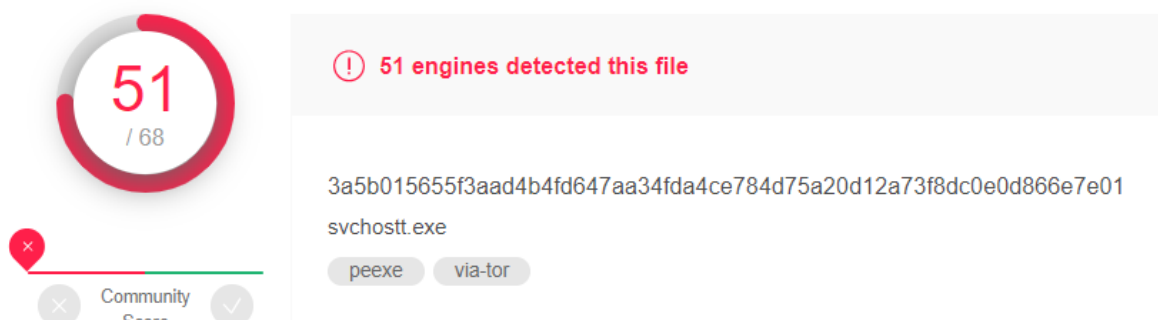 51
/ 68
51 engines detected this file
3a5b015655f3aad4b4fd647aa34fda4ce784d75a20d12a73f8dc0e0d866e7e01
svchostt.exe
peexe via-tor
Community